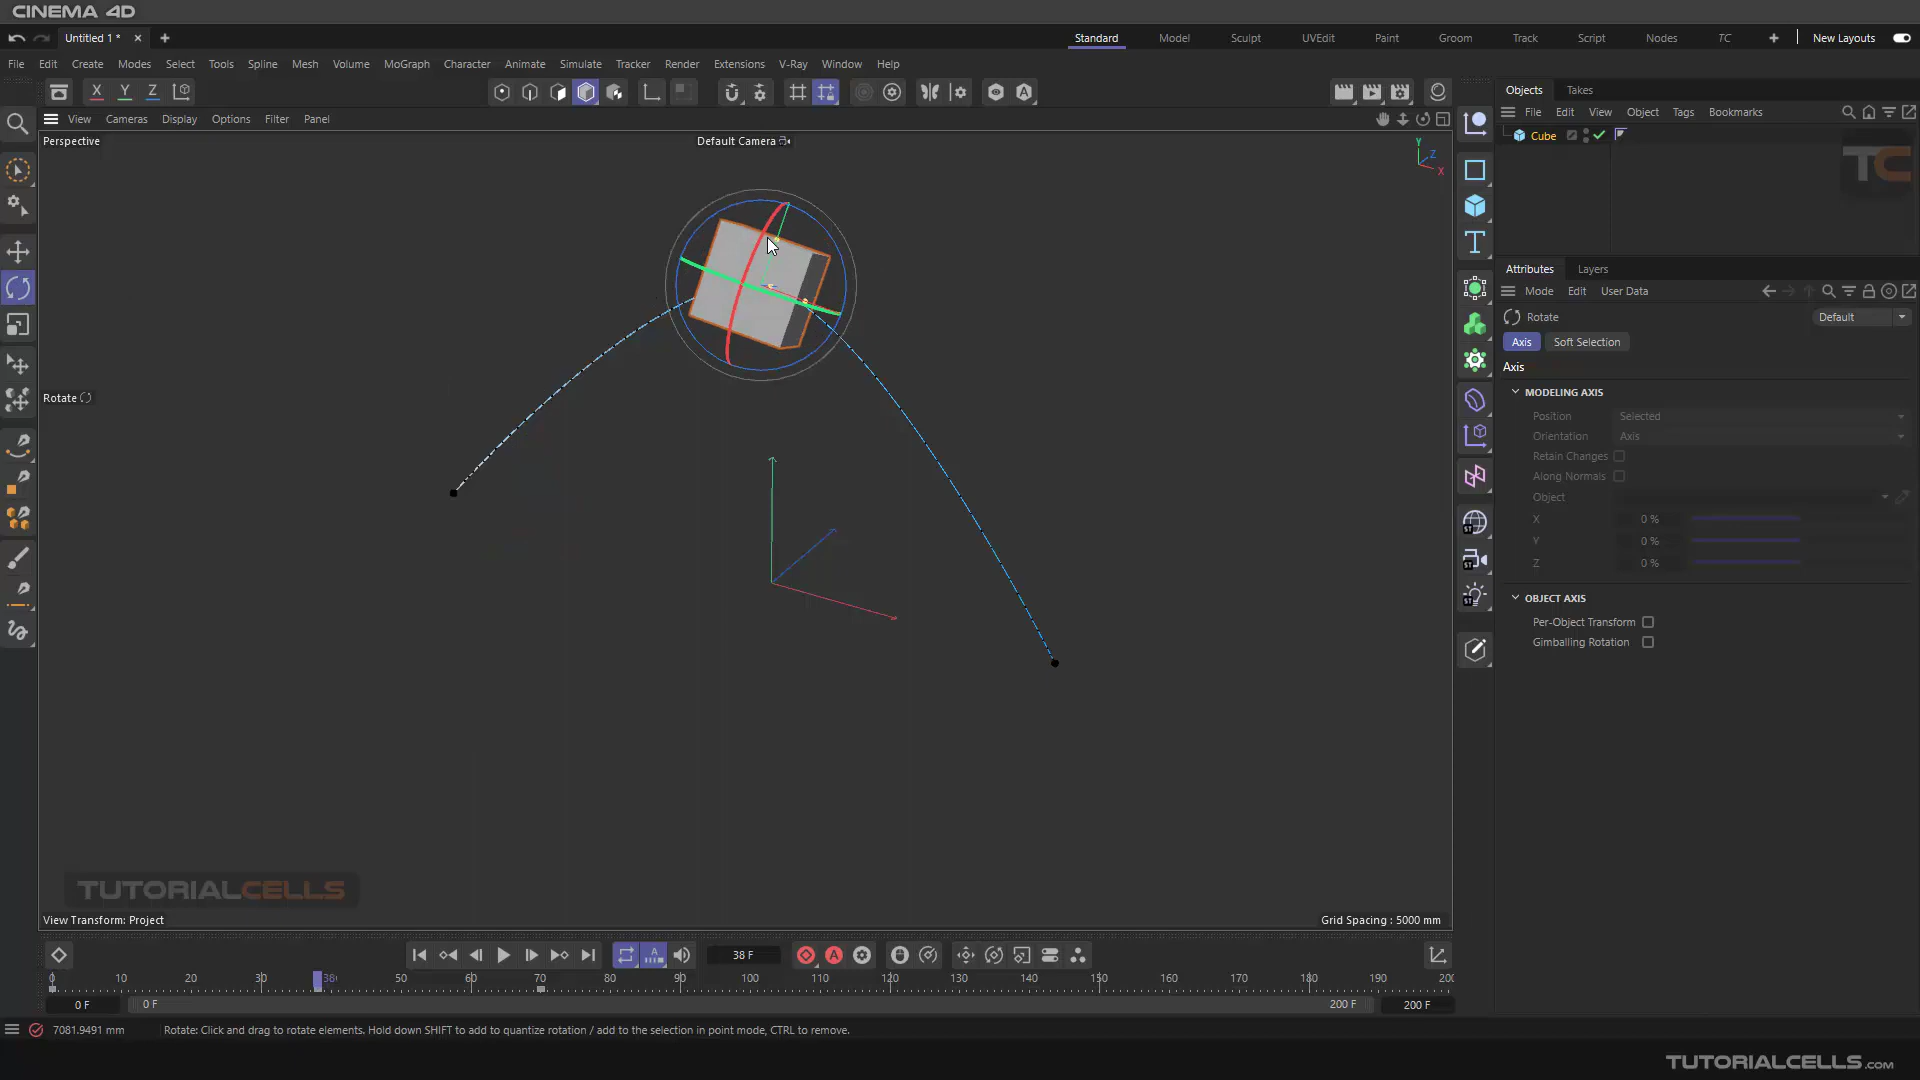 CINEMA 4D
Untitled 1 *
Standard Model Sculpt UVEdit Paint Groom Track Script Nodes TC New Layouts
File Edit Create Modes Select Tools Spline Mesh Volume MoGraph Character Animate Simulate Tracker Render Extensions V-Ray Window Help
X Y Z
Objects Takes
File Edit View Object Tags Bookmarks
View Cameras Display Options Filter Panel
Perspective
Default Camera
Cube
TC
Y
Z
X
Attributes Layers
Mode Edit User Data
Rotate
Default
Axis Soft Selection
Axis
MODELING AXIS
Position Selected
Orientation Axis
Retain Changes
Along Normals
Object
X 0 %
Y 0 %
Z 0 %
OBJECT AXIS
Per-Object Transform
Gimballing Rotation
Rotate
TUTORIALCELLS
View Transform: Project
Grid Spacing : 5000 mm
38 F
0 10 20 30 38 50 60 70 80 90 100 110 120 130 140 150 160 170 180 190 20
0 F 0 F 200 F 200 F
7081.9491 mm Rotate: Click and drag to rotate elements. Hold down SHIFT to add to quantize rotation / add to the selection in point mode, CTRL to remove.
TUTORIALCELLS.COM